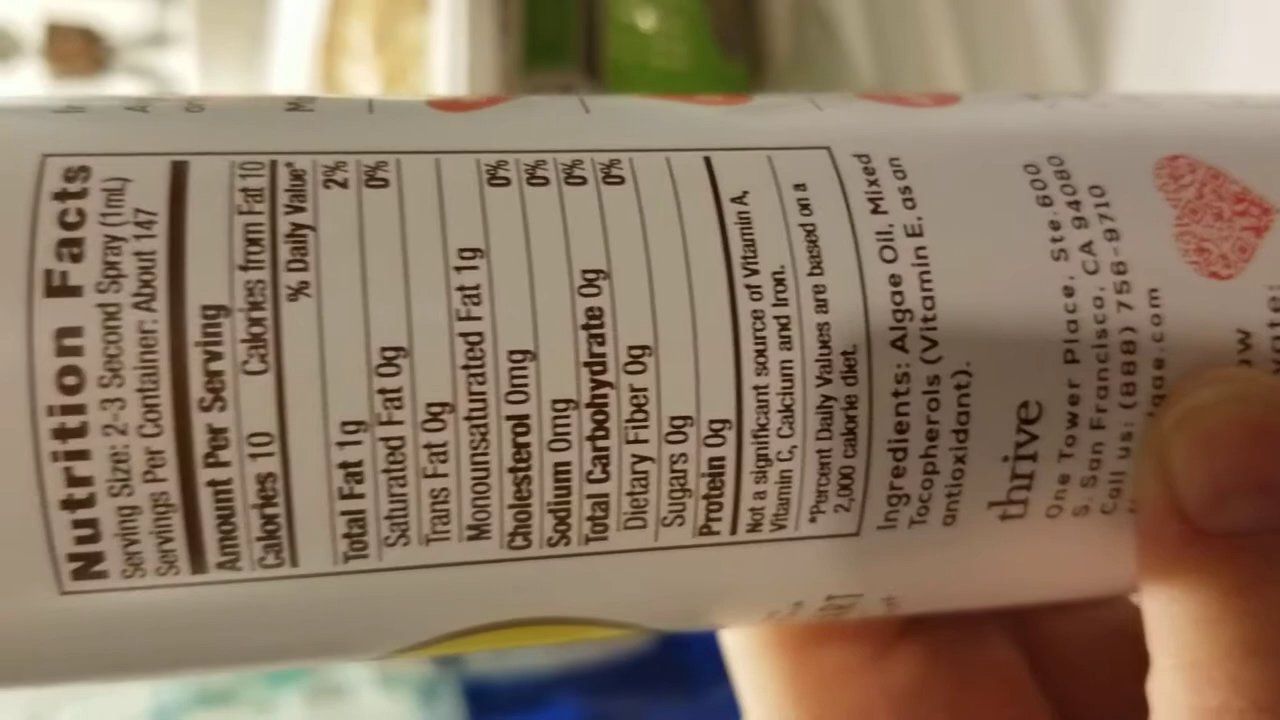 Nutrition Facts
Serving Size: 2-3 Second Spray (1mL)
Servings Per Container: About 147
Amount Per Serving
Calories 10 Calories from Fat 10
% Daily Value*
Total Fat 1g 2%
Saturated Fat 0g 0%
Trans Fat 0g
Monounsaturated Fat 1g
Cholesterol 0mg 0%
Sodium 0mg 0%
Total Carbohydrate 0g 0%
Dietary Fiber 0g 0%
Sugars 0g
Protein 0g
Not a significant source of Vitamin A,
Vitamin C, Calcium and Iron.
*Percent Daily Values are based on a
2,000 calorie diet.
Ingredients: Algae Oil, Mixed
Tocopherols (Vitamin E, as an
antioxidant).
thrive
One Tower Place, Ste.600
S. San Francisco, CA 94080
Call us: (888) 758-9710